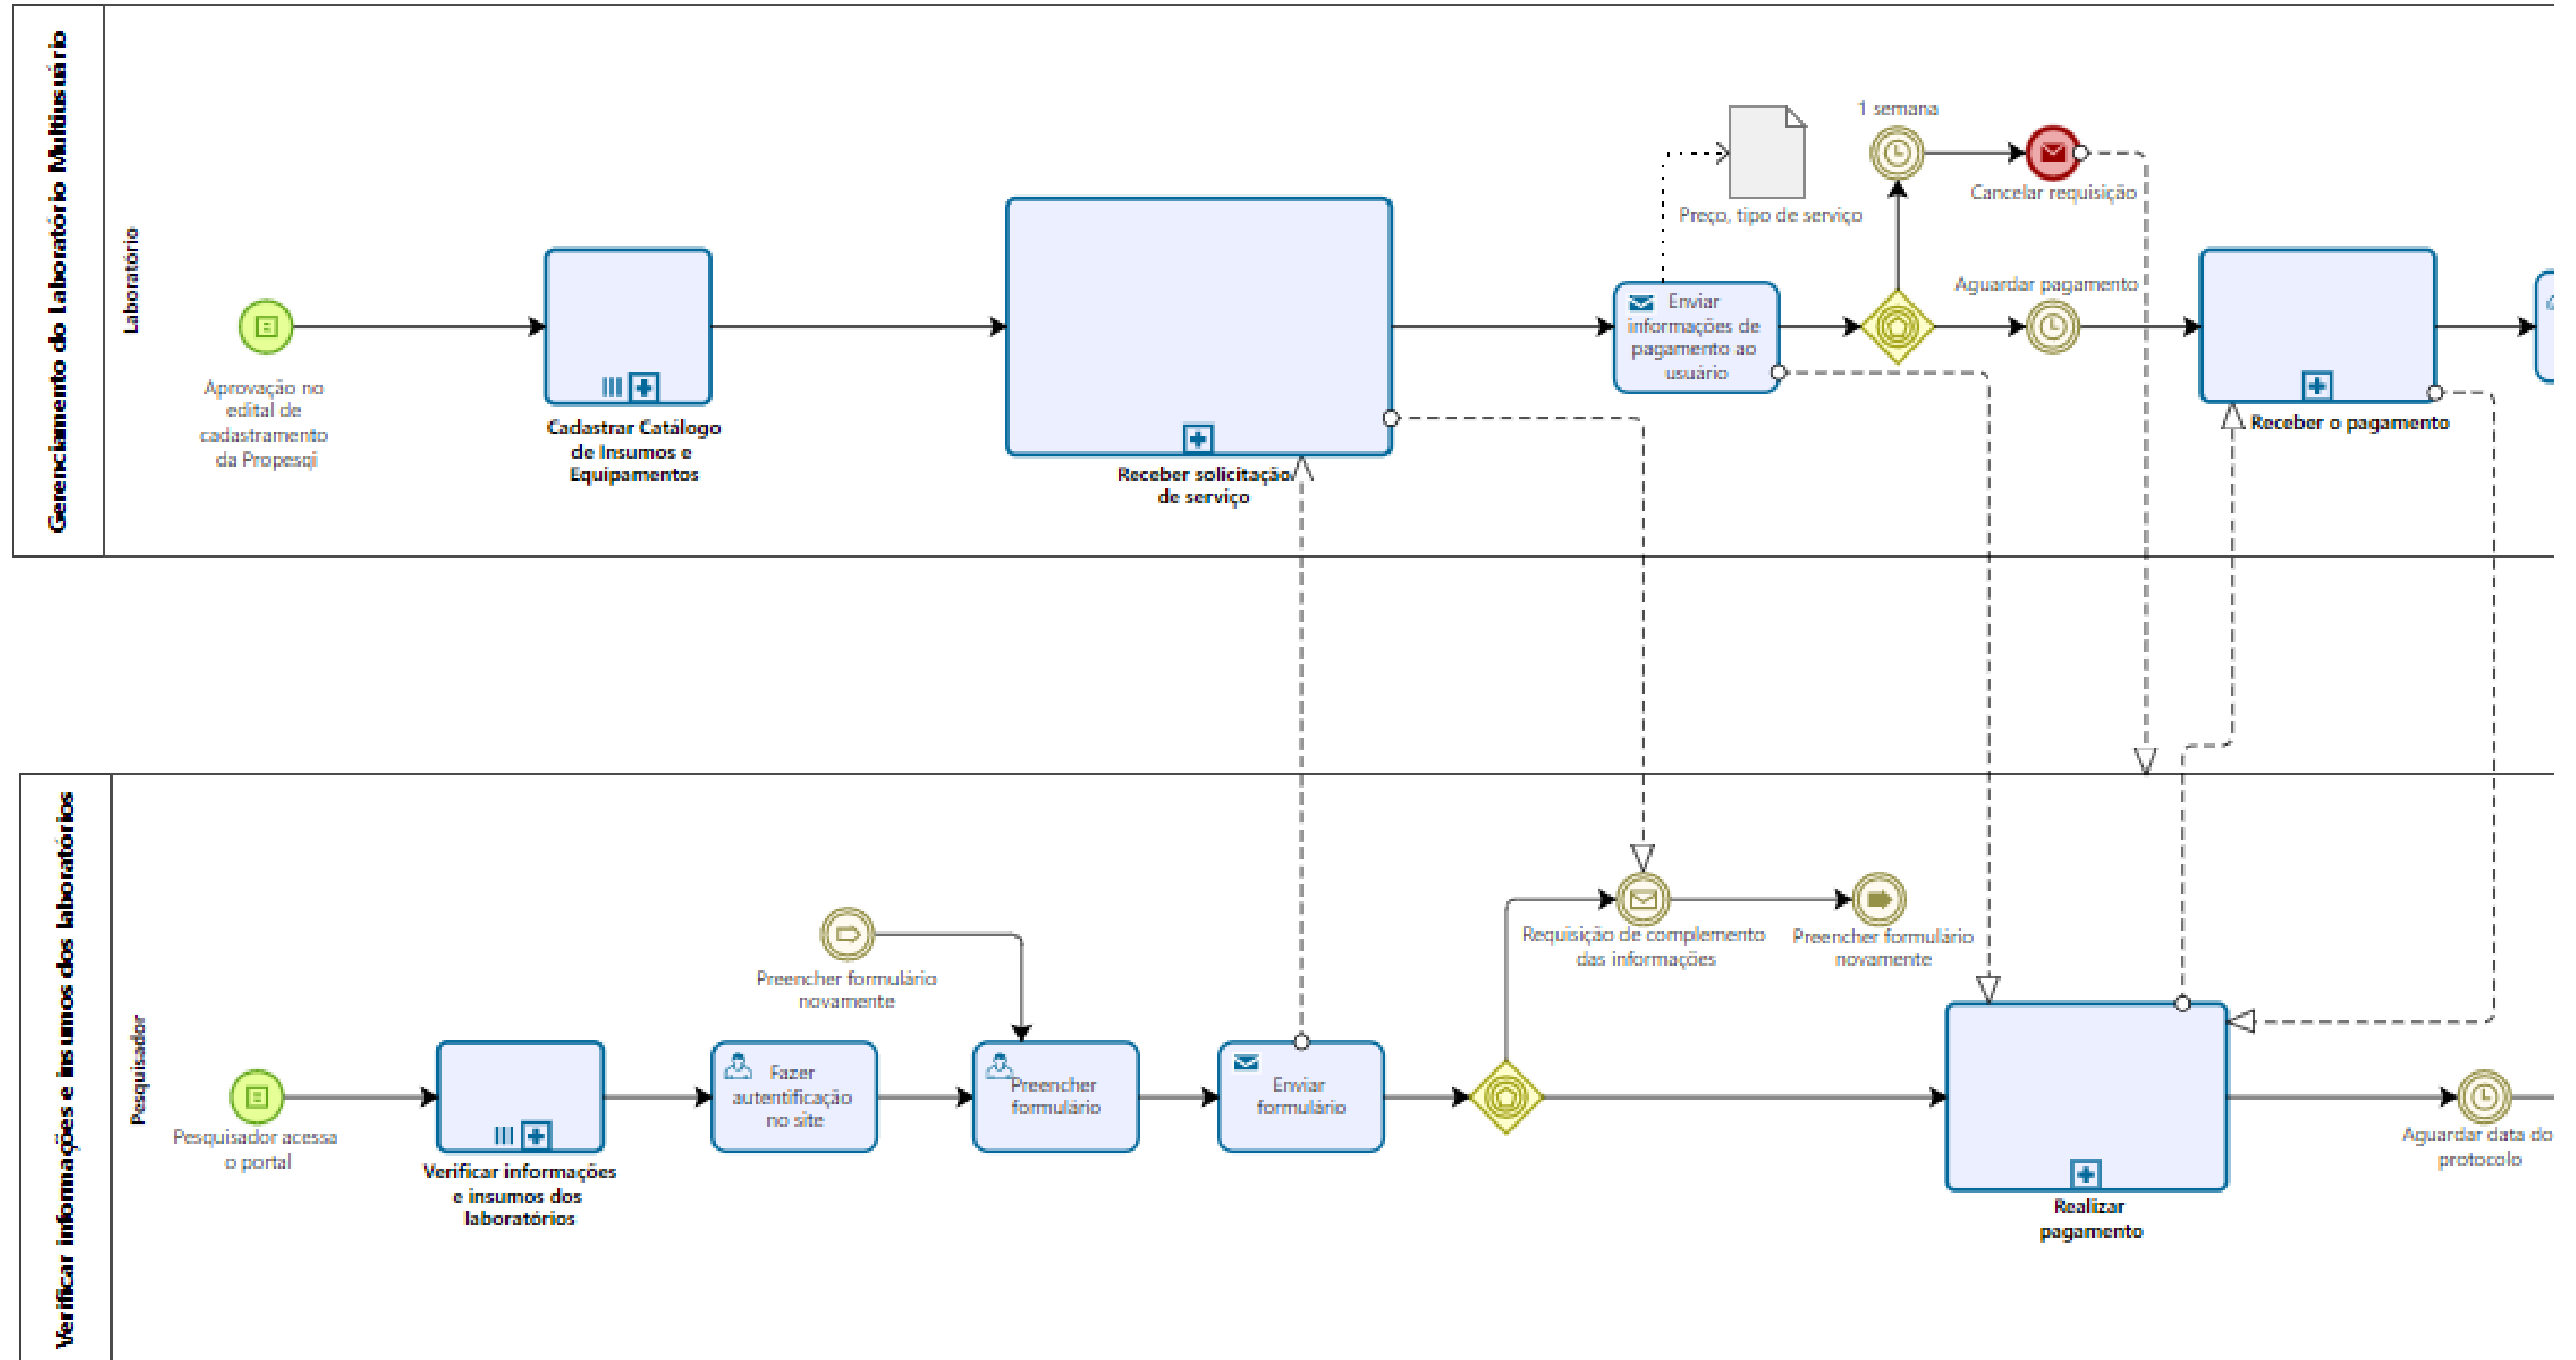 Gerenciamento do Laboratório Multiusuário
Laboratório
Aprovação no
edital de
cadastramento
da Propesqi
Cadastrar Catálogo
de Insumos e
Equipamentos
Receber solicitação
de serviço
Enviar
informações de
pagamento ao
usuário
Preço, tipo de serviço
1 semana
Cancelar requisição
Aguardar pagamento
Receber o pagamento
Verificar informações e insumos dos laboratórios
Pesquisador
Pesquisador acessa
o portal
Verificar informações
e insumos dos
laboratórios
Fazer
autentificação
no site
Preencher formulário
novamente
Preencher
formulário
Enviar
formulário
Requisição de complemento
das informações
Preencher formulário
novamente
Realizar
pagamento
Aguardar data do
protocolo